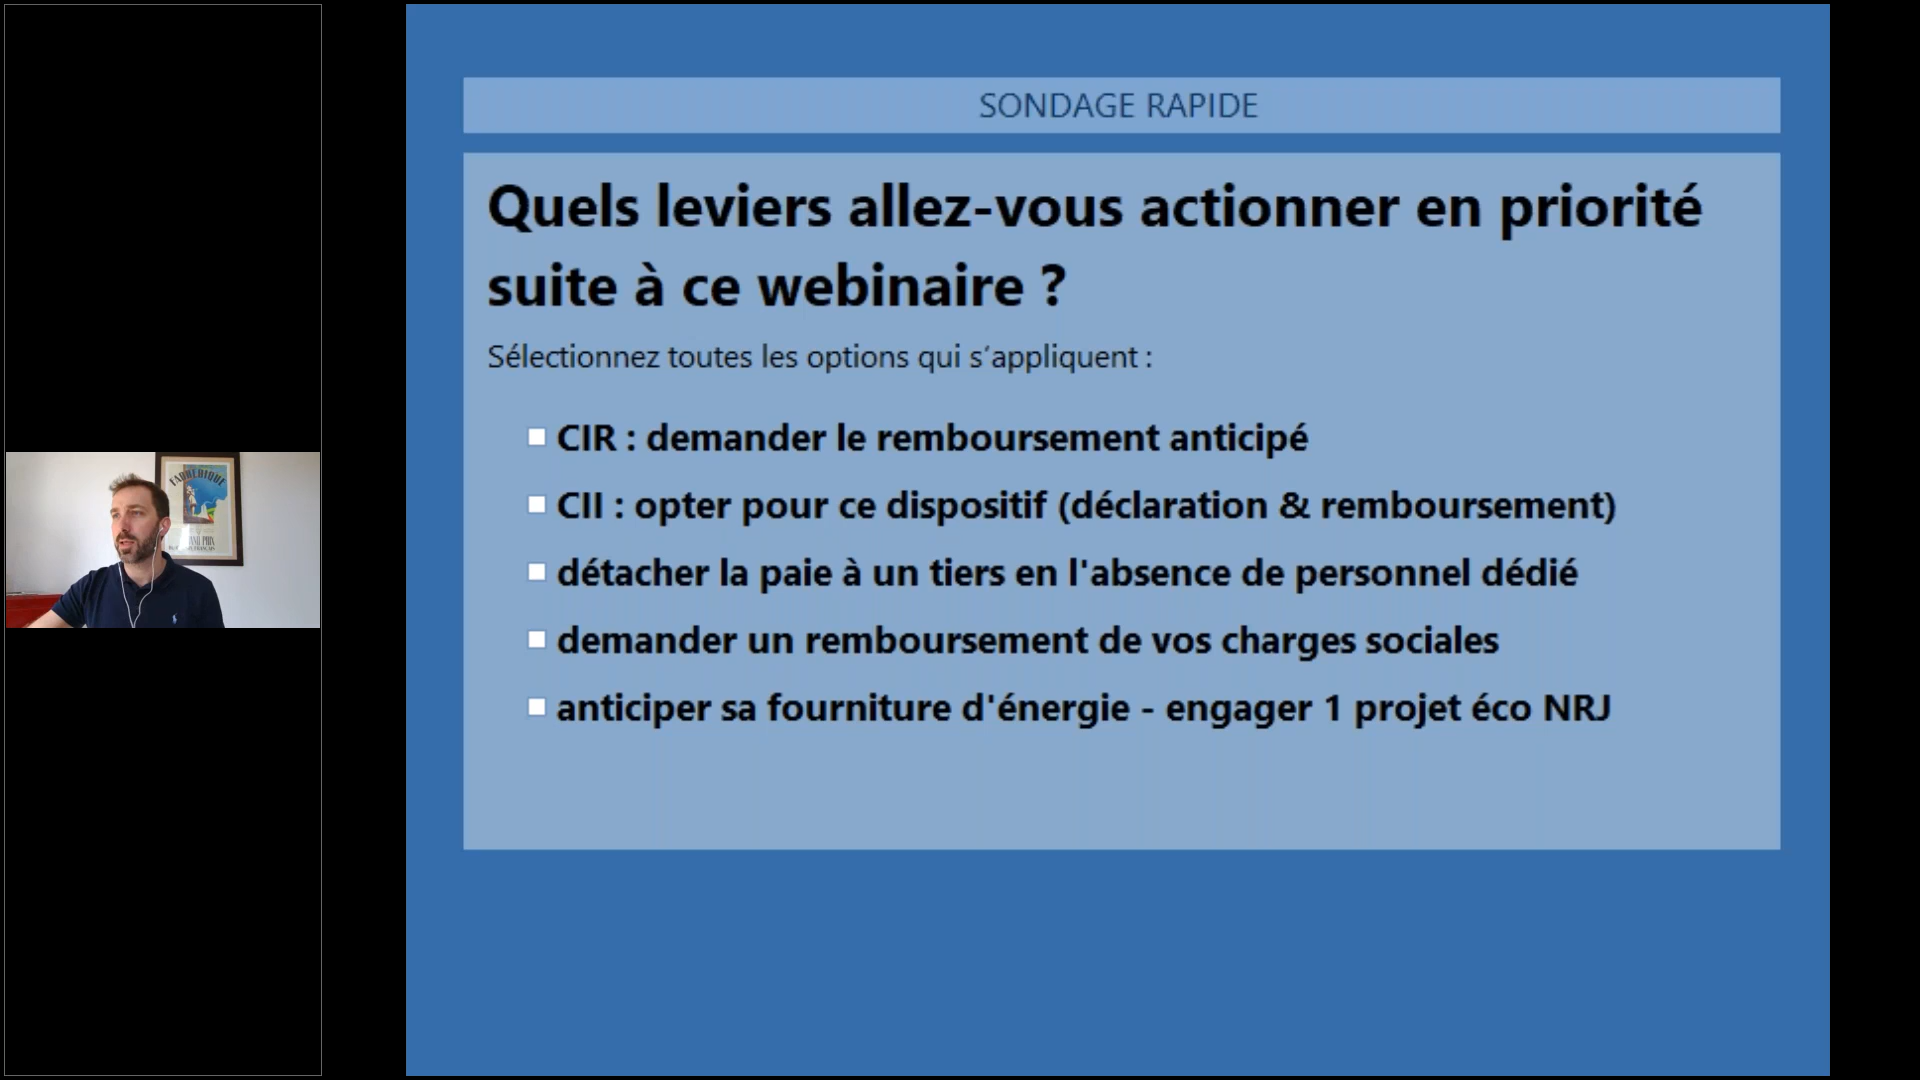 SONDAGE RAPIDE
Quels leviers allez-vous actionner en priorité
suite à ce webinaire ?
Sélectionnez toutes les options qui s’appliquent :
CIR : demander le remboursement anticipé
CII : opter pour ce dispositif (déclaration & remboursement)
détacher la paie à un tiers en l'absence de personnel dédié
demander un remboursement de vos charges sociales
anticiper sa fourniture d'énergie - engager 1 projet éco NRJ